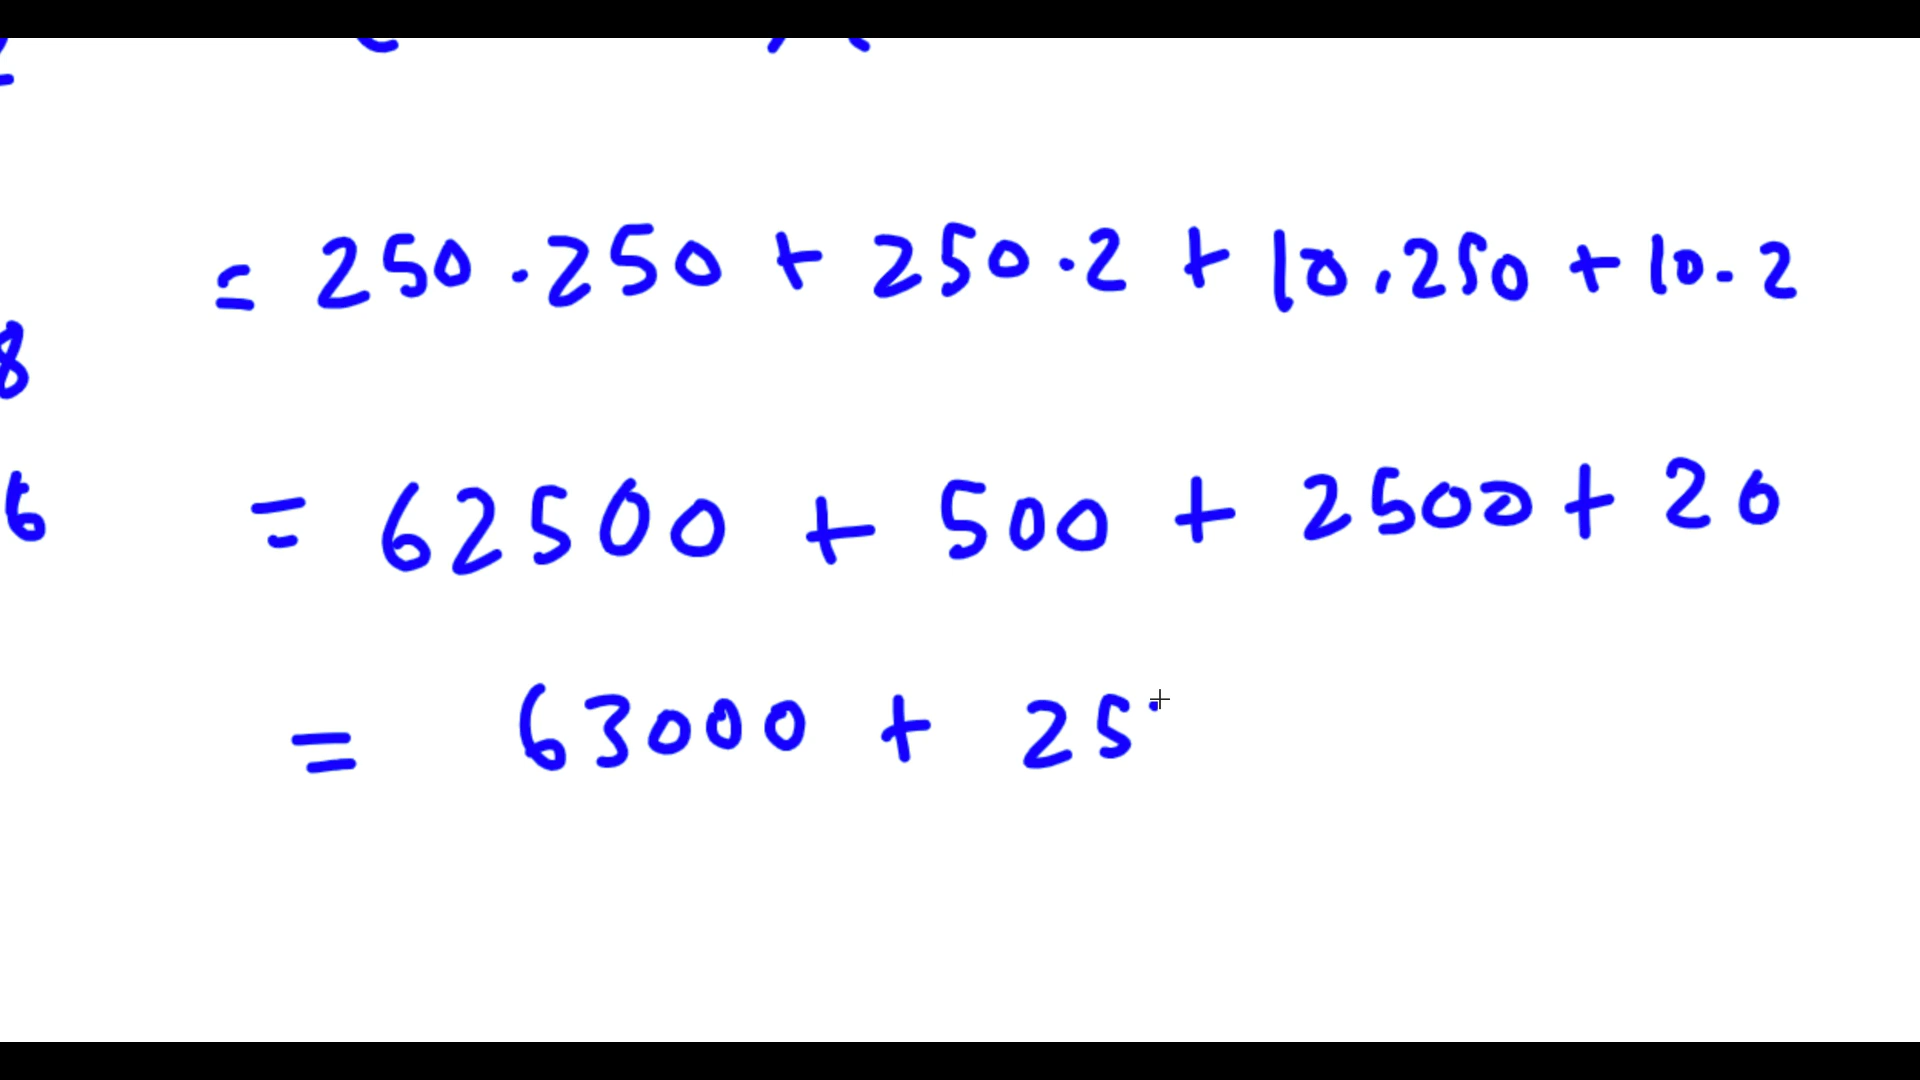 = 250.250 + 250.2 + 10.250 + 10.2
8
6 = 62500 + 500 + 2500 + 20
= 63000 + 25